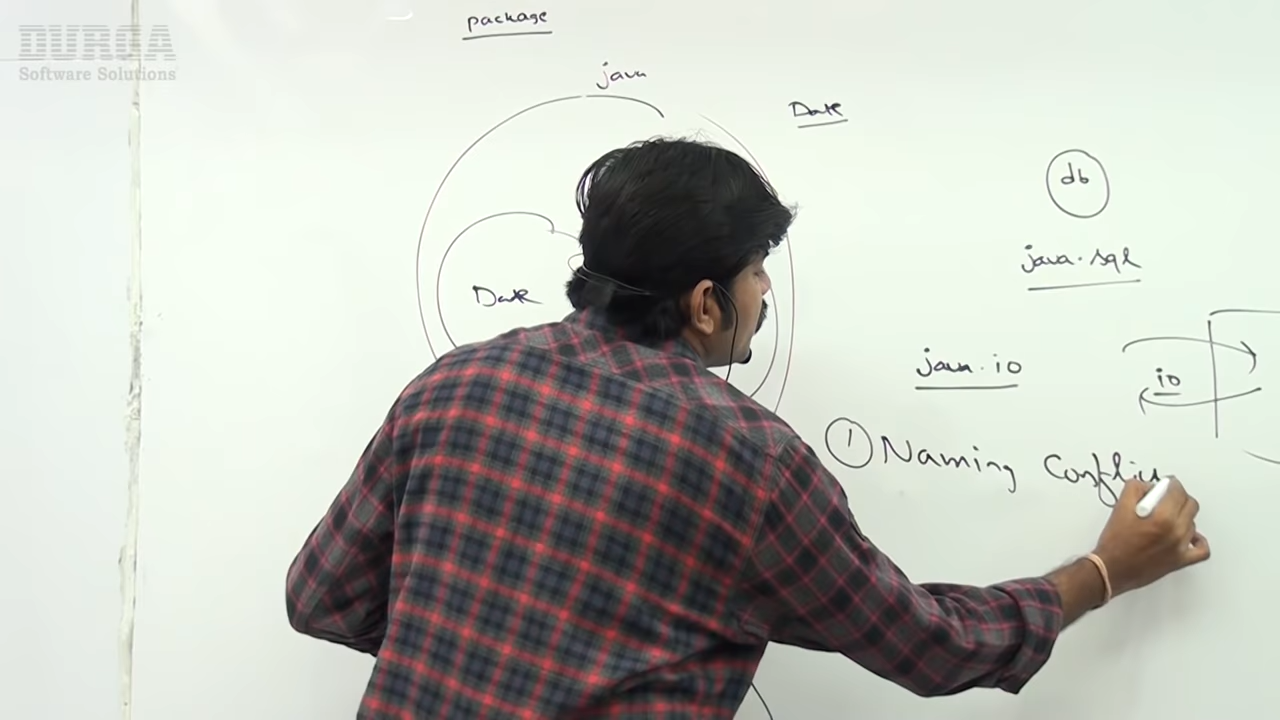 DURGA
Software Solutions
package
java
Date
db
java.sql
Date
java.io
io
① Naming Conflic